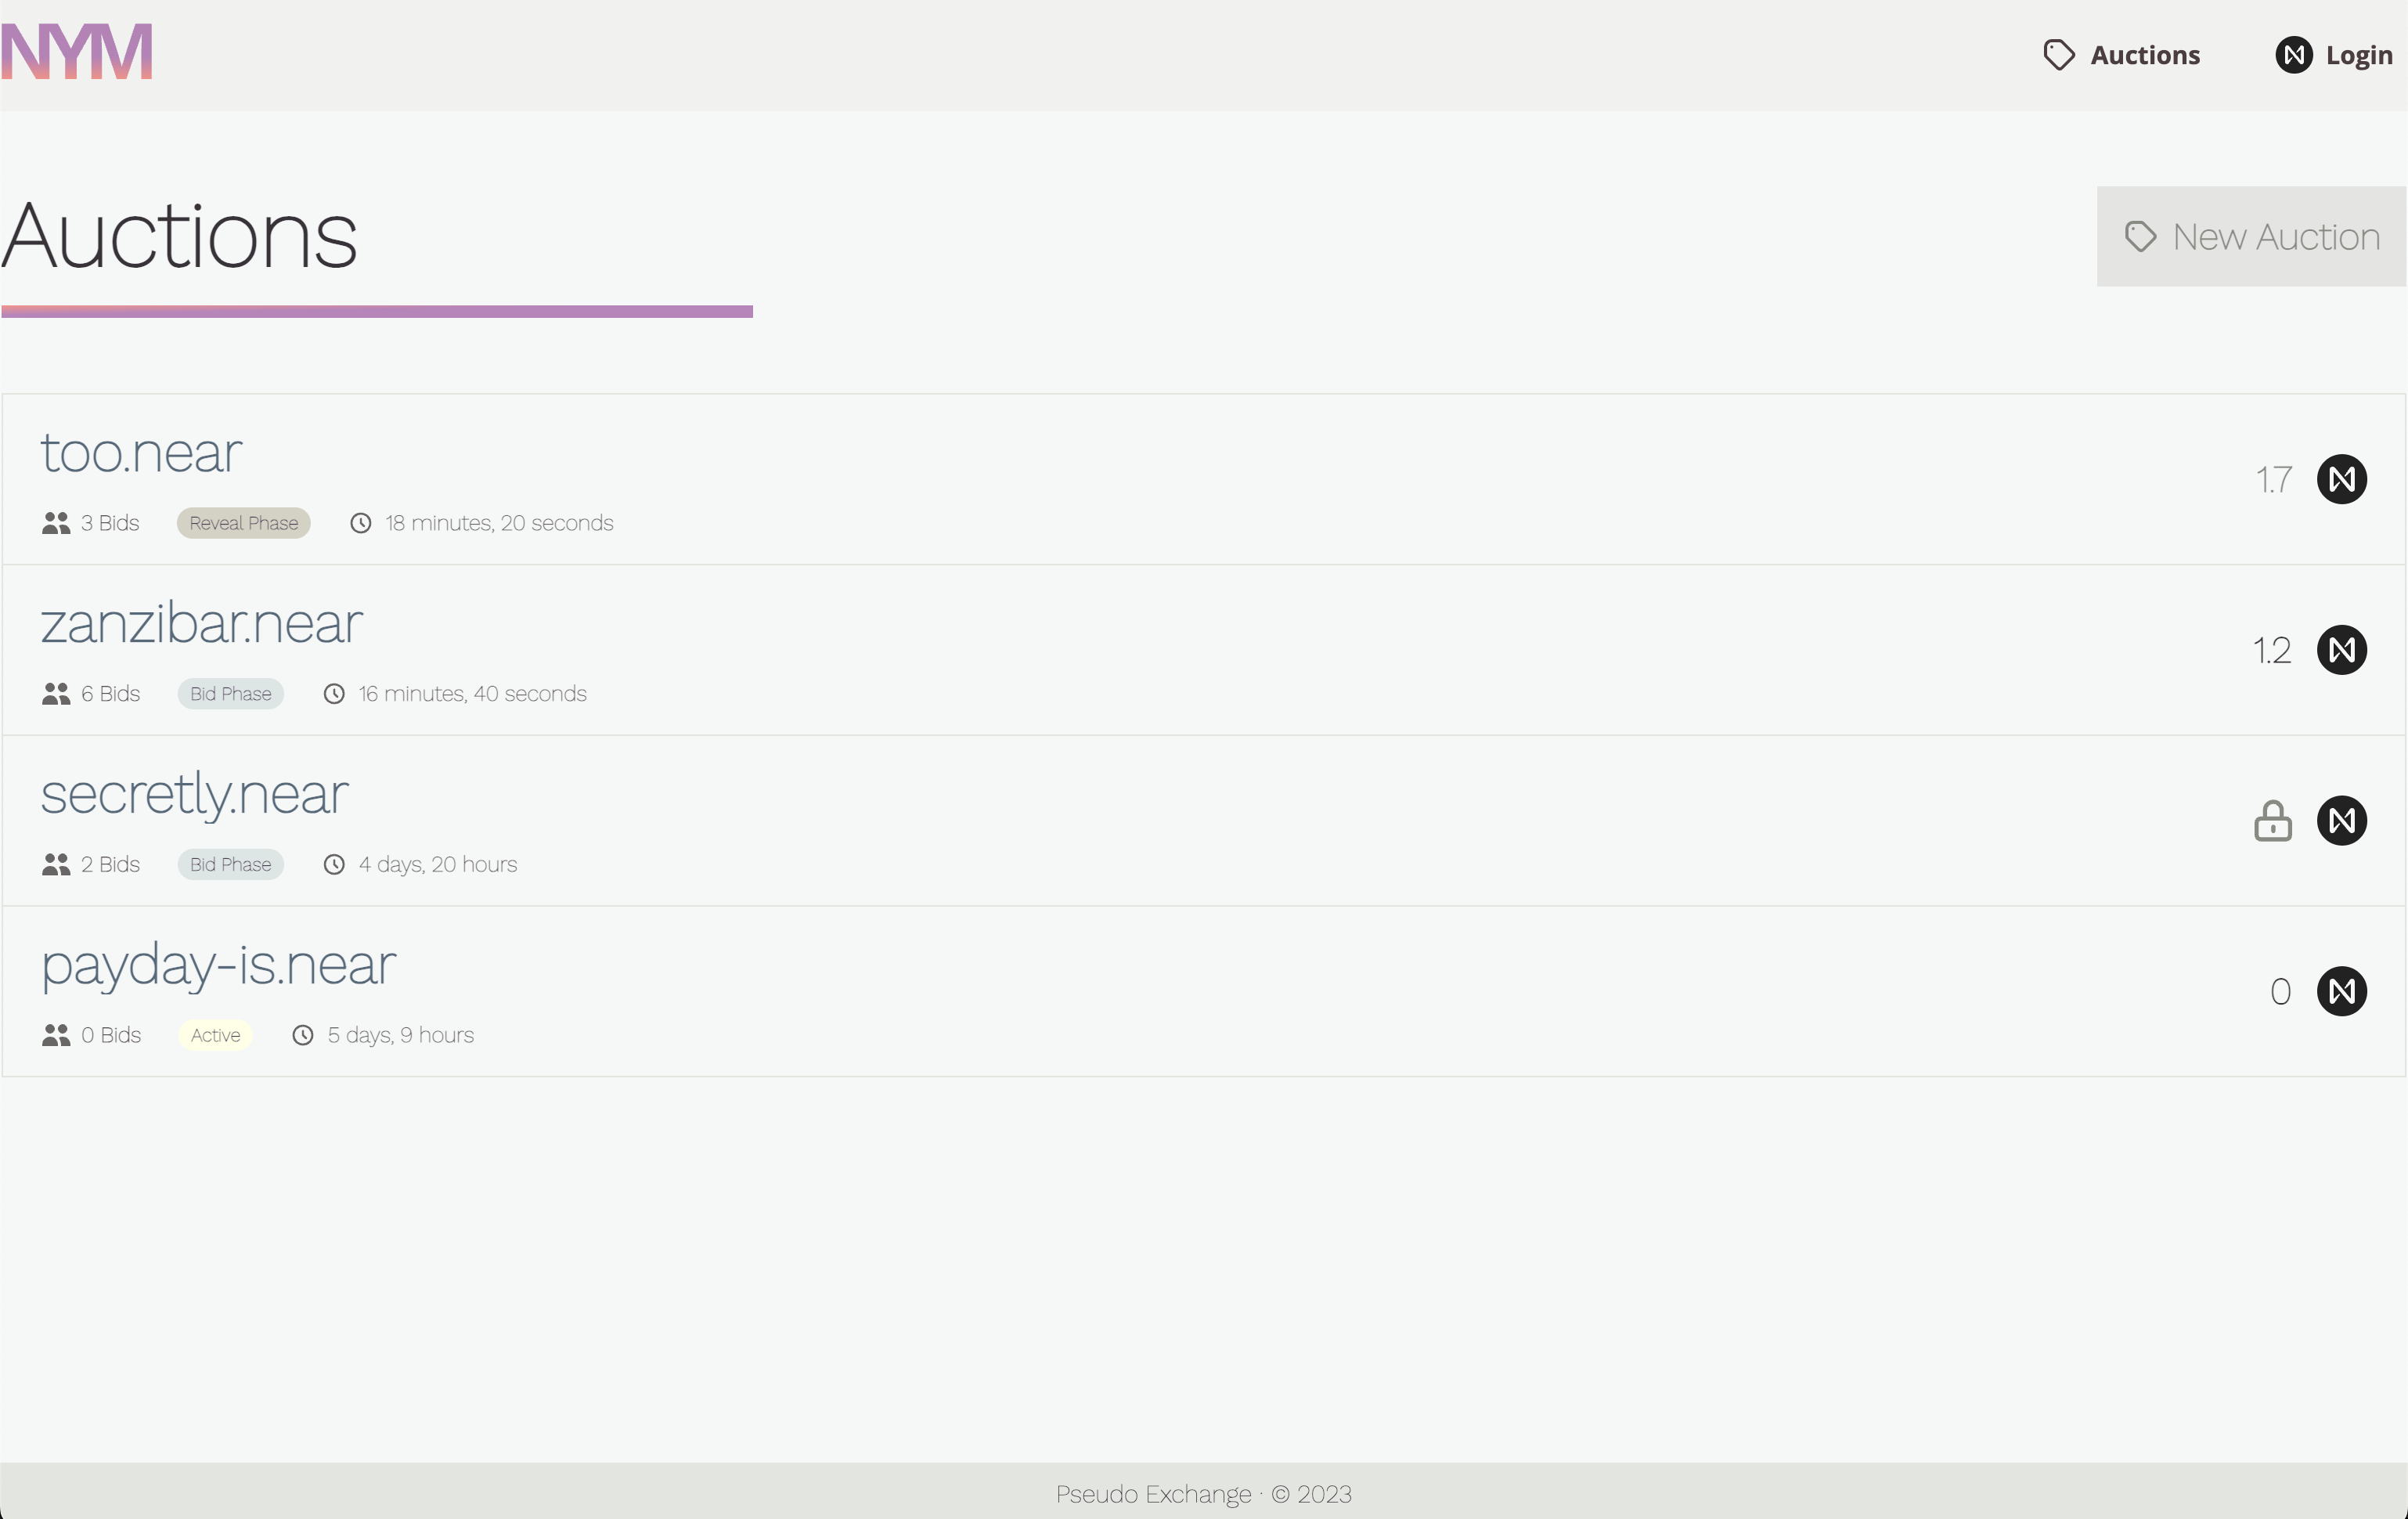 NYM
Auctions
Login
Auctions
New Auction
too.near
1.7
3 Bids
Reveal Phase
18 minutes, 20 seconds
zanzibar.near
1.2
6 Bids
Bid Phase
16 minutes, 40 seconds
secretly.near
2 Bids
Bid Phase
4 days, 20 hours
payday-is.near
0
0 Bids
Active
5 days, 9 hours
Pseudo Exchange · © 2023